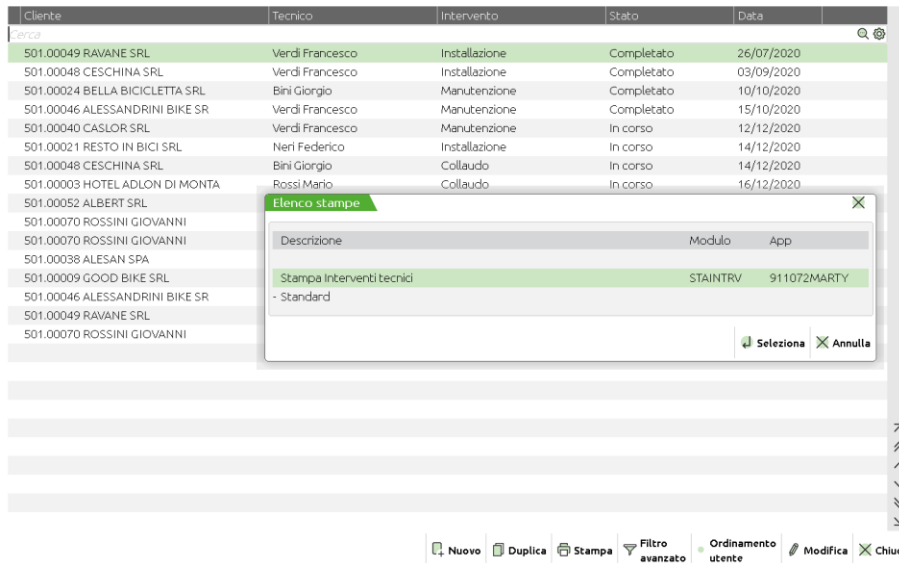 Cliente Tecnico Intervento Stato Data
Cerca
501.00049 RAVANE SRL Verdi Francesco Installazione Completato 26/07/2020
501.00048 CESCHINA SRL Verdi Francesco Installazione Completato 03/09/2020
501.00024 BELLA BICICLETTA SRL Bini Giorgio Manutenzione Completato 10/10/2020
501.00046 ALESSANDRINI BIKE SR Verdi Francesco Manutenzione Completato 15/10/2020
501.00040 CASLOR SRL Verdi Francesco Manutenzione In corso 12/12/2020
501.00021 RESTO IN BICI SRL Neri Federico Installazione In corso 14/12/2020
501.00048 CESCHINA SRL Bini Giorgio Collaudo In corso 14/12/2020
501.00003 HOTEL ADLON DI MONTA Rossi Mario Collaudo In corso 16/12/2020
501.00052 ALBERT SRL
501.00070 ROSSINI GIOVANNI
501.00070 ROSSINI GIOVANNI
501.00038 ALESAN SPA
501.00009 GOOD BIKE SRL
501.00046 ALESSANDRINI BIKE SR
501.00049 RAVANE SRL
501.00070 ROSSINI GIOVANNI
Elenco stampe
Descrizione Modulo App
Stampa Interventi tecnici STAINTRV 911072MARTY
- Standard
Seleziona Annulla
Nuovo Duplica Stampa Filtro avanzato Ordinamento utente Modifica Chiud